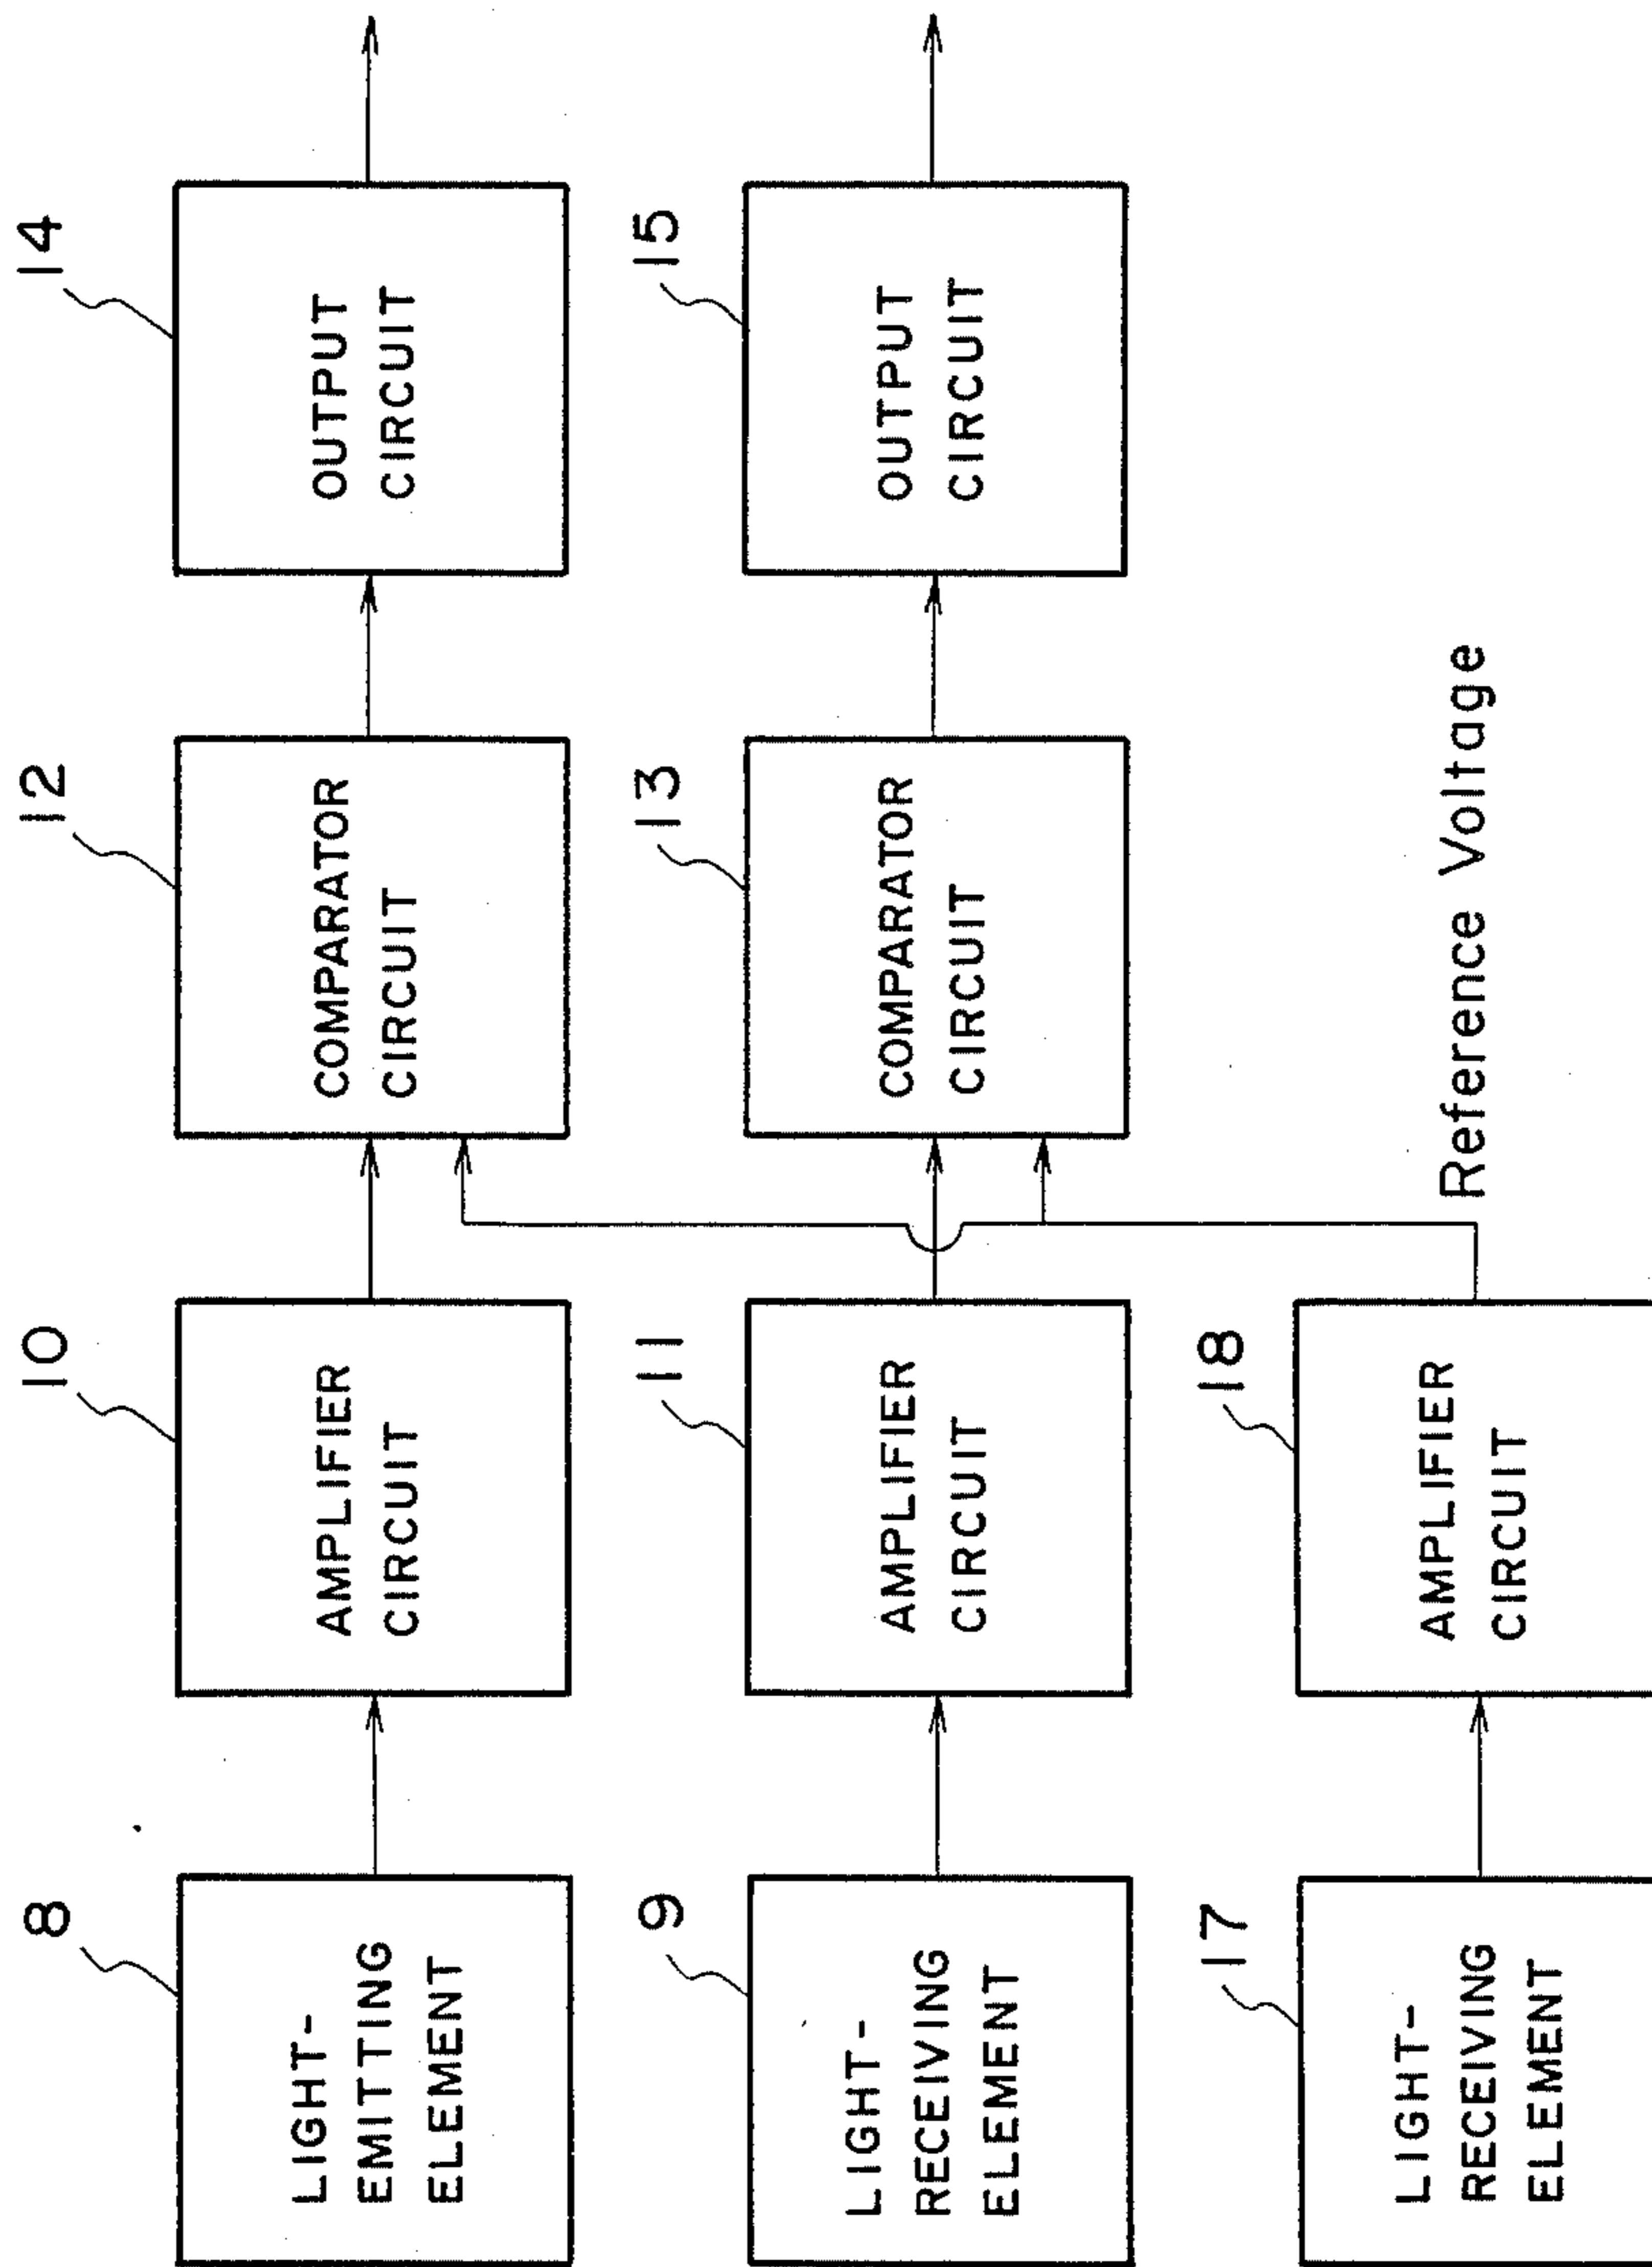 8
LIGHT-
EMITTING
ELEMENT
10
AMPLIFIER
CIRCUIT
12
COMPARATOR
CIRCUIT
14
OUTPUT
CIRCUIT
9
LIGHT-
RECEIVING
ELEMENT
11
AMPLIFIER
CIRCUIT
13
COMPARATOR
CIRCUIT
15
OUTPUT
CIRCUIT
17
LIGHT-
RECEIVING
ELEMENT
18
AMPLIFIER
CIRCUIT
Reference Voltage